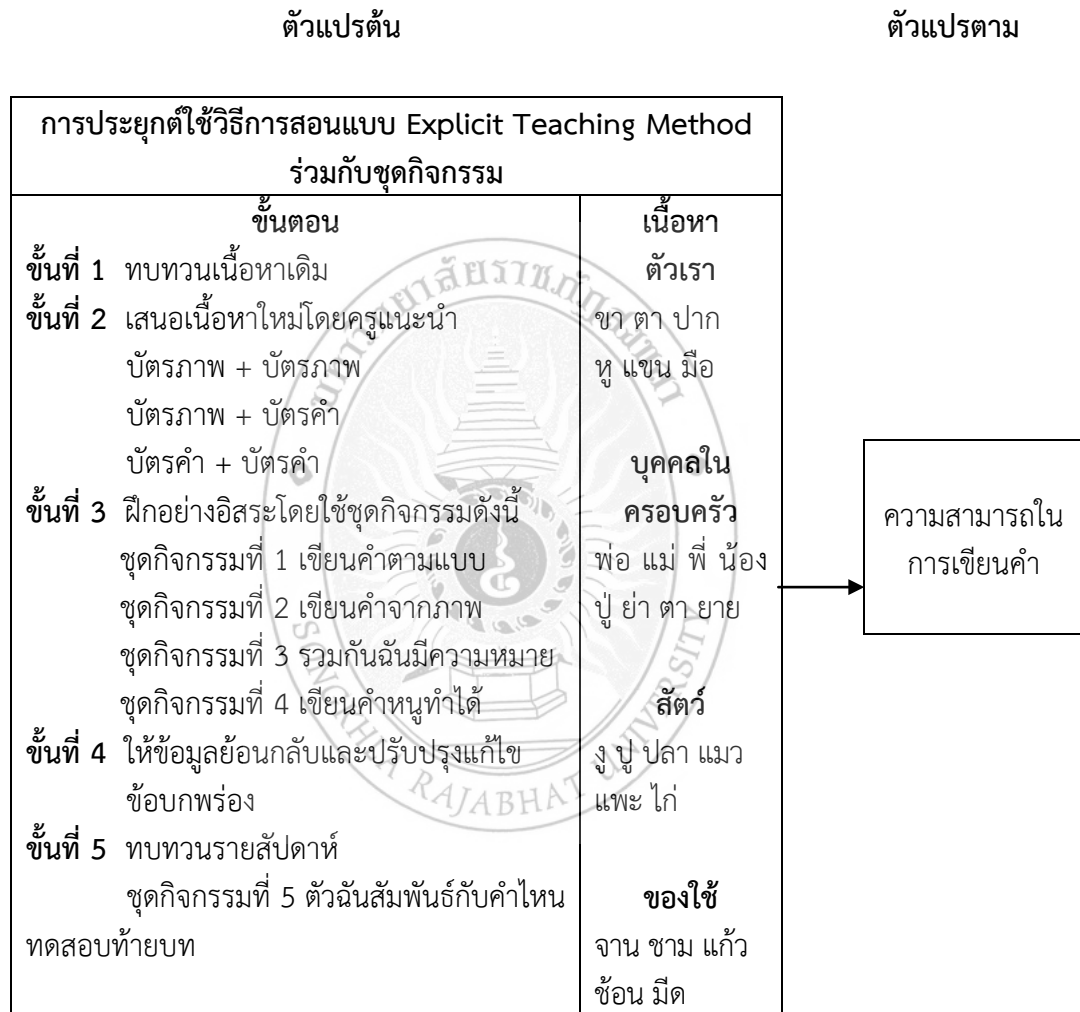 ตัวแปรต้น
ตัวแปรตาม
การประยุกต์ใช้วิธีการสอนแบบ Explicit Teaching Method
ร่วมกับชุดกิจกรรม
ขั้นตอน
ขั้นที่ 1 ทบทวนเนื้อหาเดิม
ขั้นที่ 2 เสนอเนื้อหาใหม่โดยครูแนะนำ
บัตรภาพ + บัตรภาพ
บัตรภาพ + บัตรคำ
บัตรคำ + บัตรคำ
ขั้นที่ 3 ฝึกอย่างอิสระโดยใช้ชุดกิจกรรมดังนี้
ชุดกิจกรรมที่ 1 เขียนคำตามแบบ
ชุดกิจกรรมที่ 2 เขียนคำจากภาพ
ชุดกิจกรรมที่ 3 รวมกันฉันมีความหมาย
ชุดกิจกรรมที่ 4 เขียนคำหนูทำได้
ขั้นที่ 4 ให้ข้อมูลย้อนกลับและปรับปรุงแก้ไข
ข้อบกพร่อง
ขั้นที่ 5 ทบทวนรายสัปดาห์
ชุดกิจกรรมที่ 5 ตัวฉันสัมพันธ์กับคำไหน
ทดสอบท้ายบท
เนื้อหา
ตัวเรา
ขา ตา ปาก
หู แขน มือ
บุคคลใน
ครอบครัว
พ่อ แม่ พี่ น้อง
ปู่ ย่า ตา ยาย
สัตว์
งู ปู ปลา แมว
แพะ ไก่
ของใช้
จาน ชาม แก้ว
ช้อน มีด
ความสามารถใน
การเขียนคำ
มหาวิทยาลัยราชภัฏสงขลา
SONGKHLA RAJABHAT UNIVERSITY